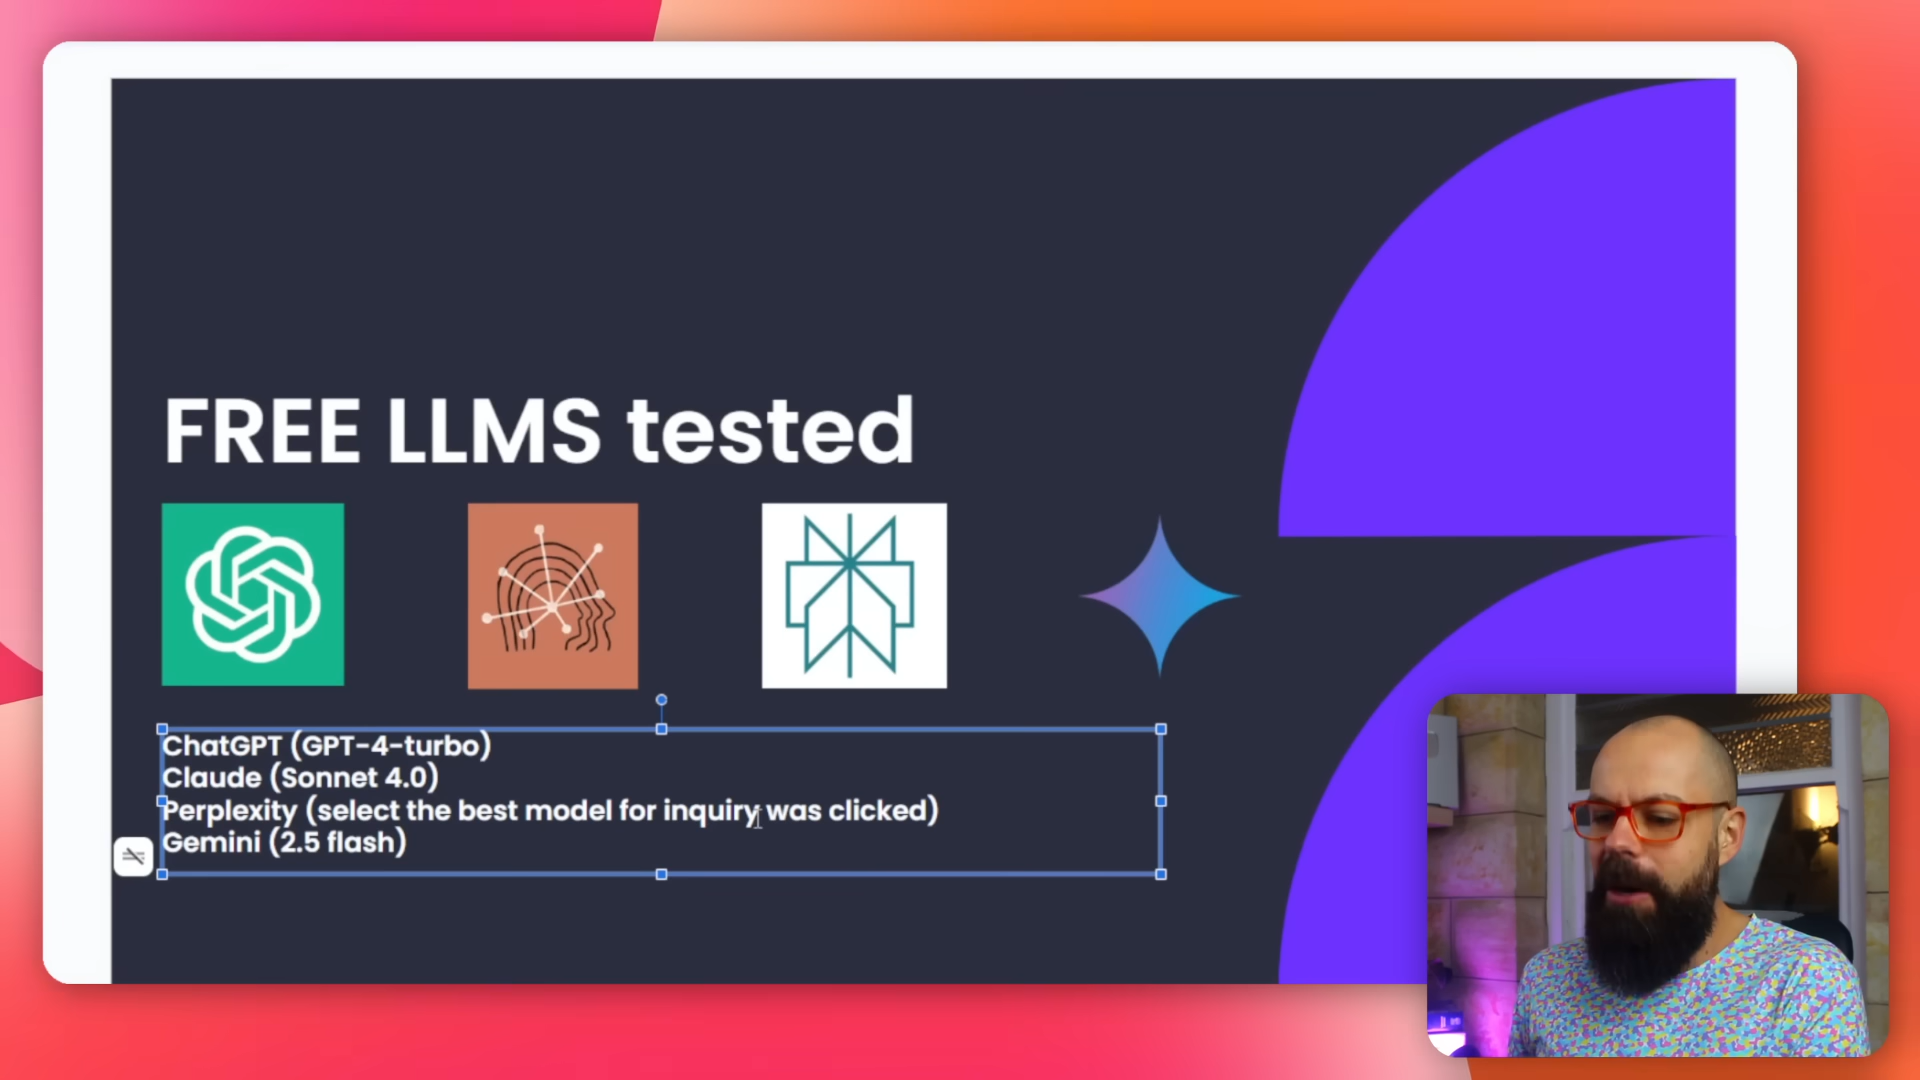 FREE LLMS tested
ChatGPT (GPT-4-turbo)
Claude (Sonnet 4.0)
Perplexity (select the best model for inquiry was clicked)
Gemini (2.5 flash)